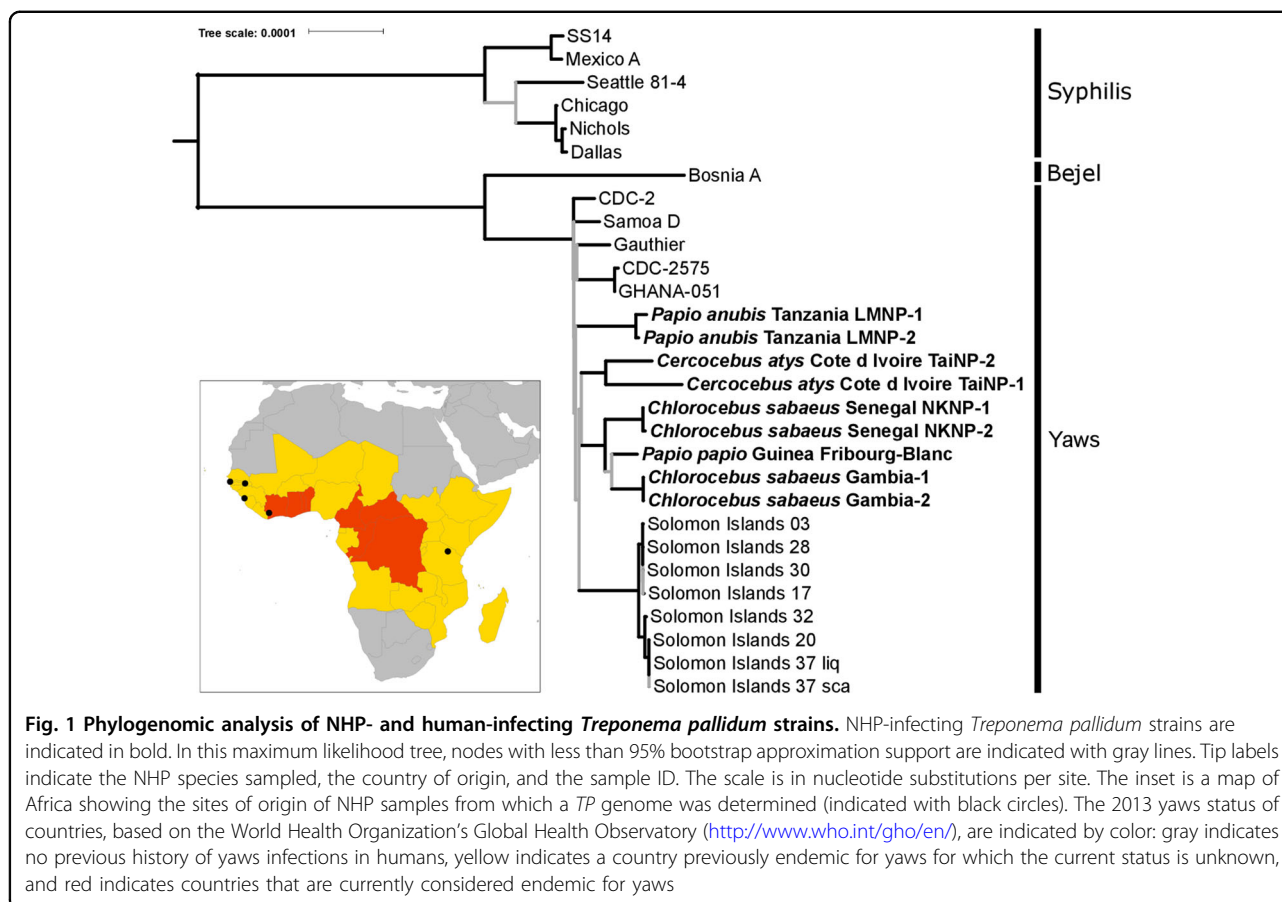 Tree scale: 0.0001
SS14
Mexico A
Seattle 81-4
Chicago
Nichols
Dallas
Syphilis
Bosnia A
Bejel
CDC-2
Samoa D
Gauthier
CDC-2575
GHANA-051
Papio anubis Tanzania LMNP-1
Papio anubis Tanzania LMNP-2
Cercocebus atys Cote d Ivoire TaiNP-2
Cercocebus atys Cote d Ivoire TaiNP-1
Chlorocebus sabaeus Senegal NKNP-1
Chlorocebus sabaeus Senegal NKNP-2
Papio papio Guinea Fribourg-Blanc
Chlorocebus sabaeus Gambia-1
Chlorocebus sabaeus Gambia-2
Solomon Islands 03
Solomon Islands 28
Solomon Islands 30
Solomon Islands 17
Solomon Islands 32
Solomon Islands 20
Solomon Islands 37 liq
Solomon Islands 37 sca
Yaws
Fig. 1 Phylogenomic analysis of NHP- and human-infecting Treponema pallidum strains. NHP-infecting Treponema pallidum strains are
indicated in bold. In this maximum likelihood tree, nodes with less than 95% bootstrap approximation support are indicated with gray lines. Tip labels
indicate the NHP species sampled, the country of origin, and the sample ID. The scale is in nucleotide substitutions per site. The inset is a map of
Africa showing the sites of origin of NHP samples from which a TP genome was determined (indicated with black circles). The 2013 yaws status of
countries, based on the World Health Organization's Global Health Observatory (http://www.who.int/gho/en/), are indicated by color: gray indicates
no previous history of yaws infections in humans, yellow indicates a country previously endemic for yaws for which the current status is unknown,
and red indicates countries that are currently considered endemic for yaws